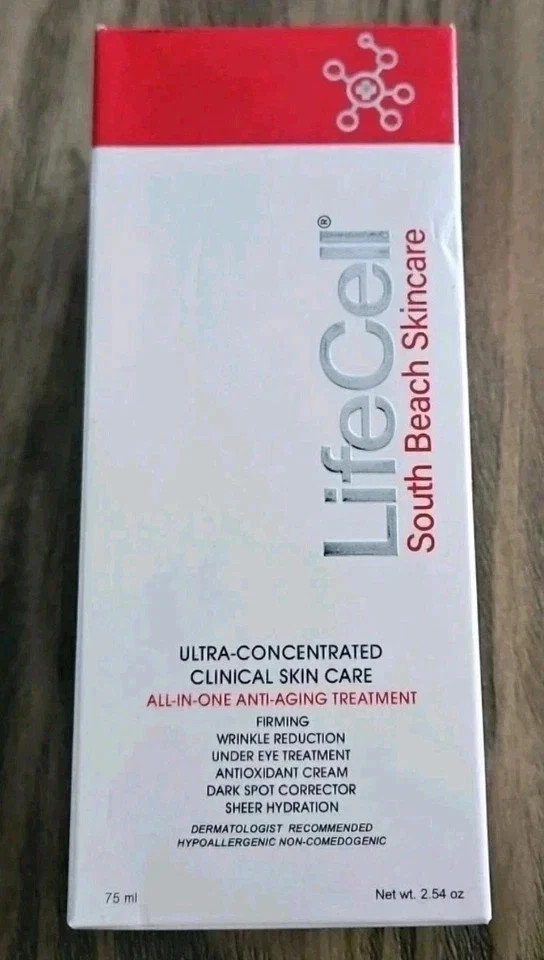 LifeCell®
South Beach Skincare
ULTRA-CONCENTRATED
CLINICAL SKIN CARE
ALL-IN-ONE ANTI-AGING TREATMENT
FIRMING
WRINKLE REDUCTION
UNDER EYE TREATMENT
ANTIOXIDANT CREAM
DARK SPOT CORRECTOR
SHEER HYDRATION
DERMATOLOGIST RECOMMENDED
HYPOALLERGENIC NON-COMEDOGENIC
75 ml
Net wt. 2.54 oz